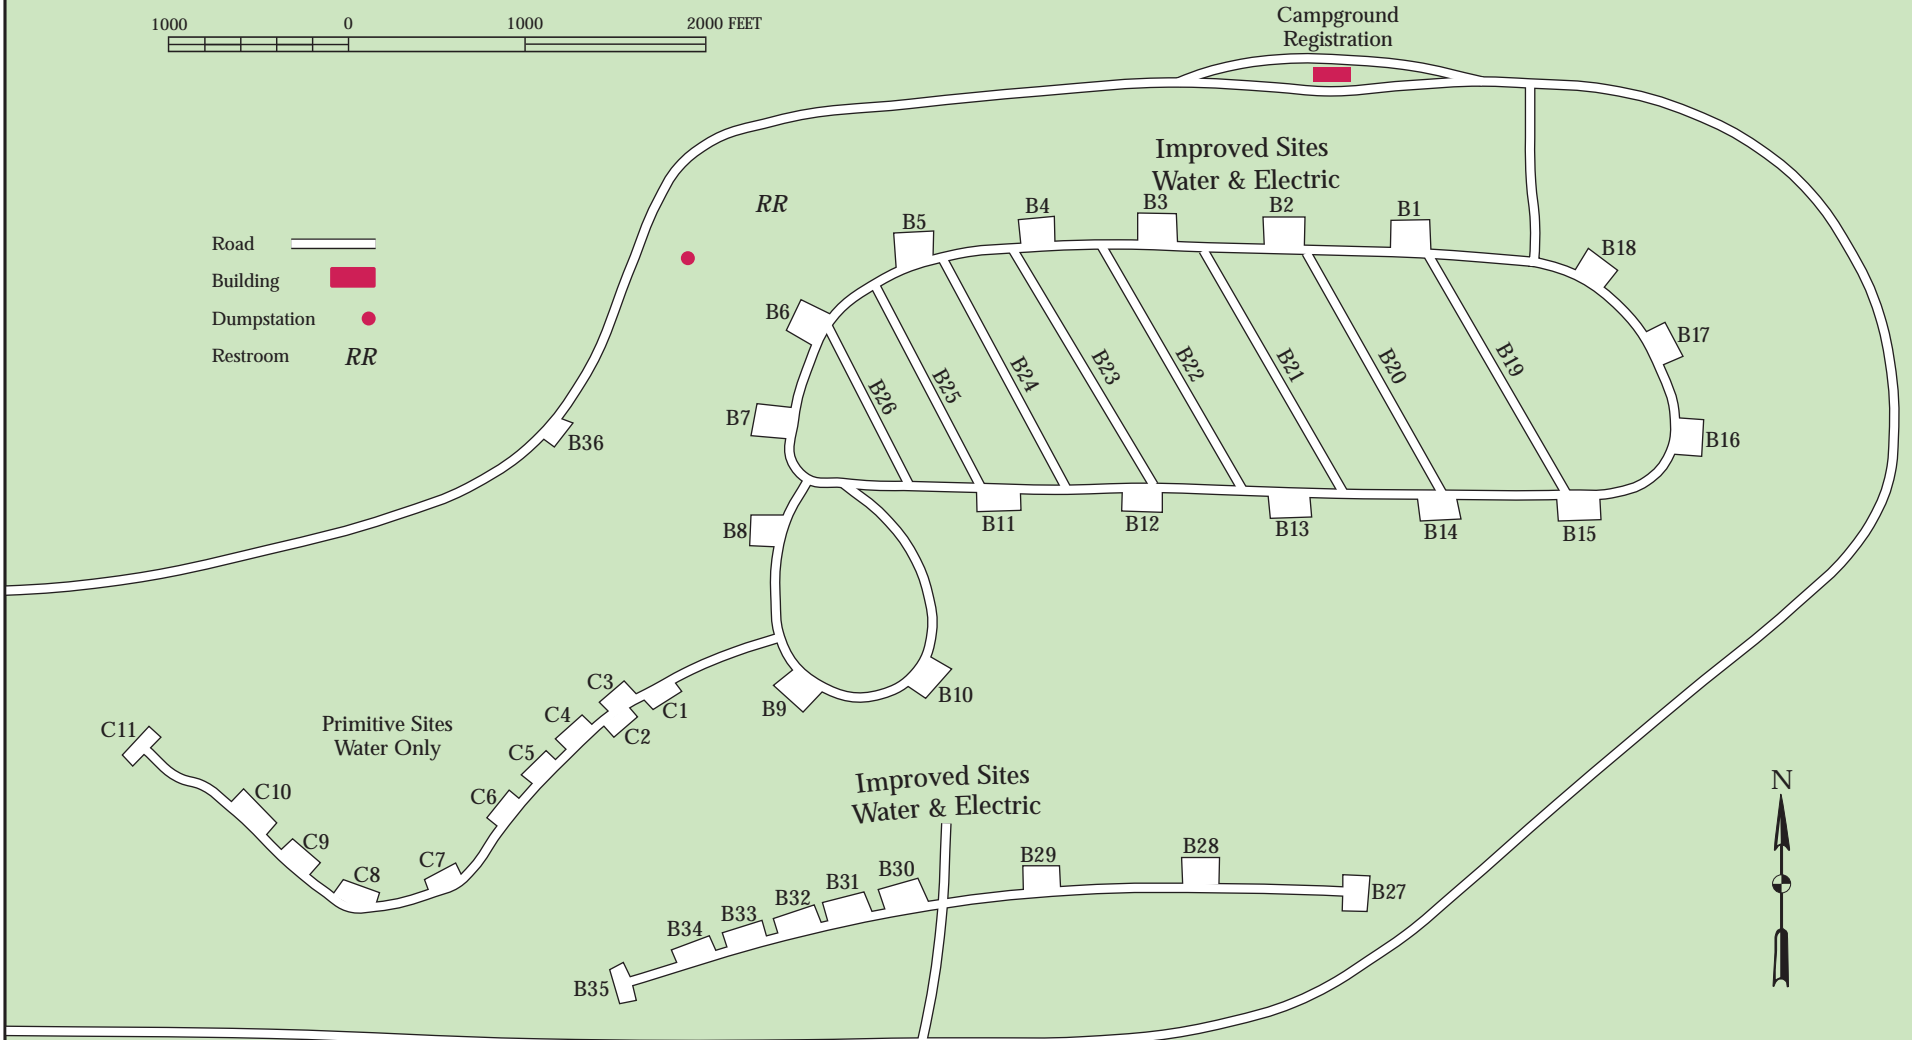 1000 0 1000 2000 FEET
Campground
Registration
Improved Sites
Water & Electric
RR
B5
B4
B3
B2
B1
B18
Road
Building
Dumpstation
Restroom RR
B6
B17
B7
B26
B25
B24
B23
B22
B21
B20
B19
B16
B36
B8
B11
B12
B13
B14
B15
B9
B10
C3
C1
C2
C4
C5
C6
C7
C8
C9
C10
C11
Primitive Sites
Water Only
Improved Sites
Water & Electric
N
B30
B29
B28
B27
B31
B32
B33
B34
B35